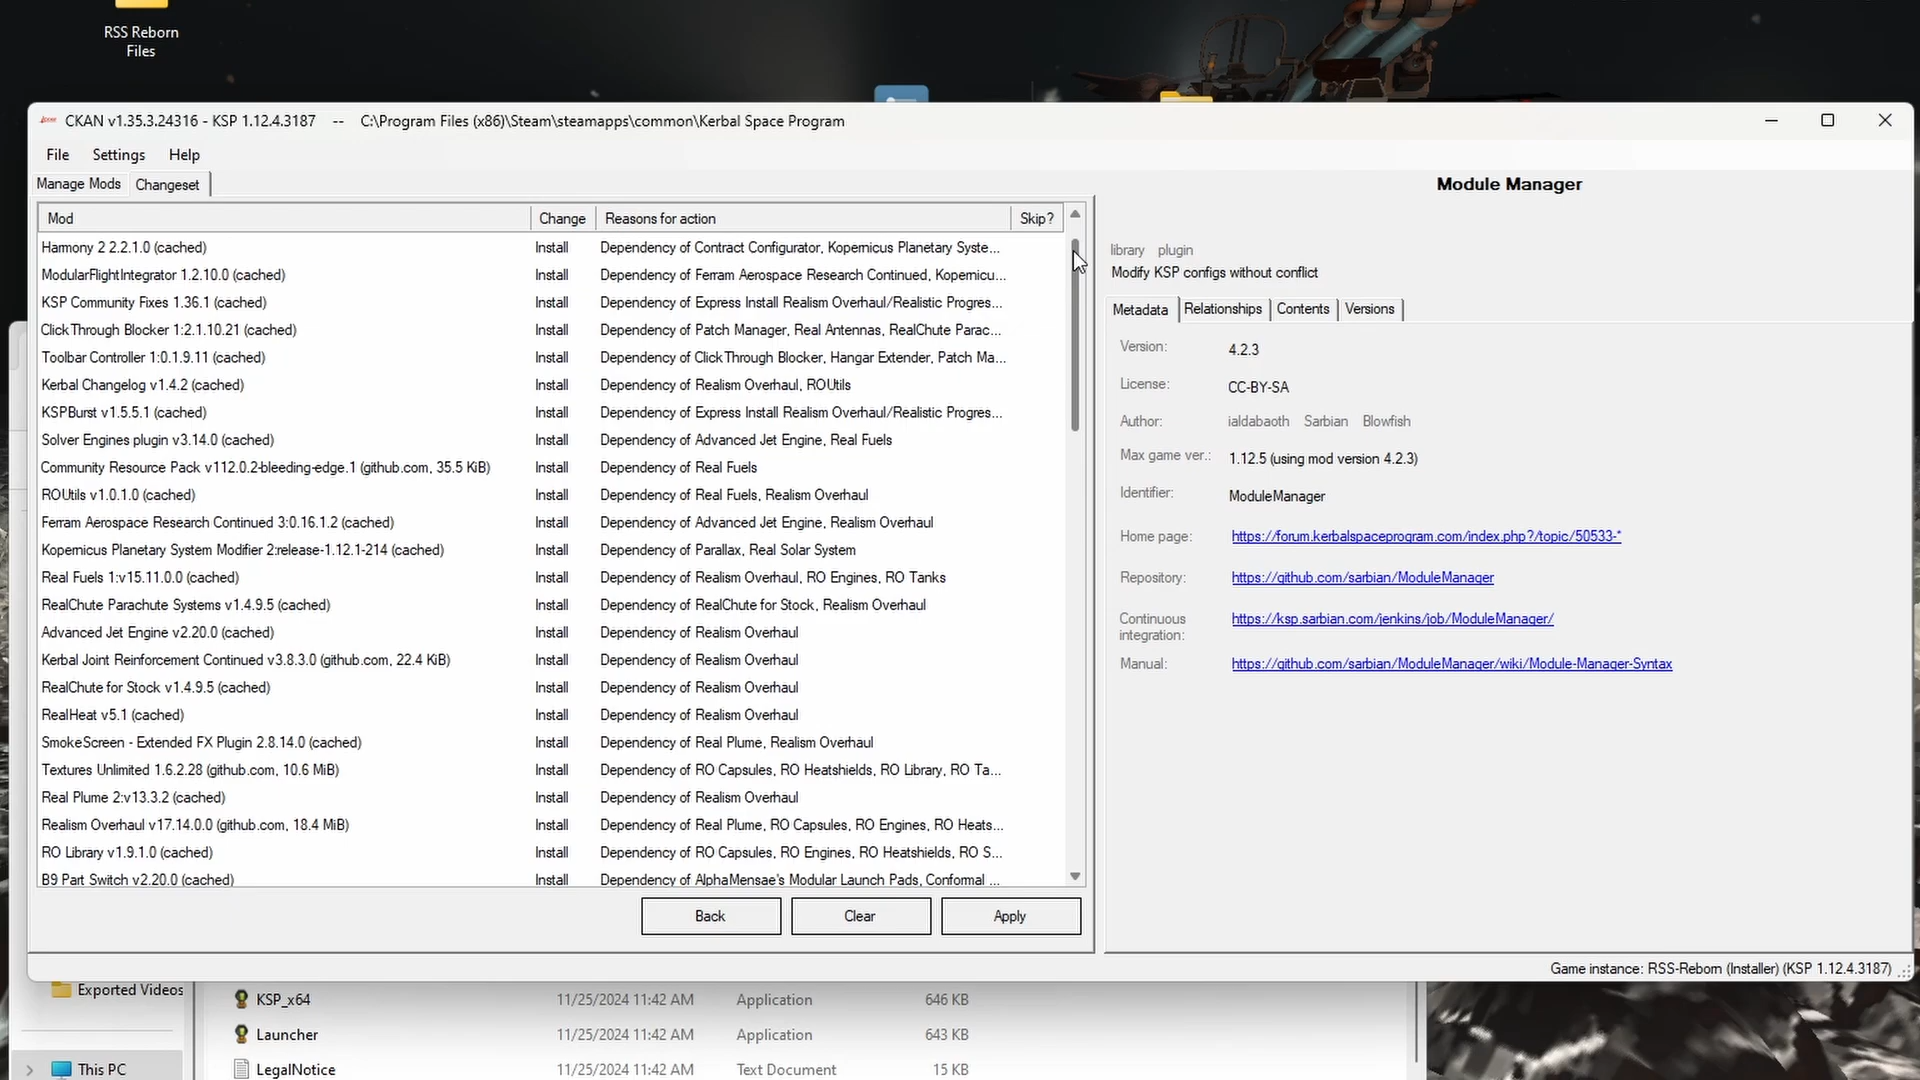 RSS Reborn
Files
CKAN v1.35.3.24316 - KSP 1.12.4.3187 -- C:\Program Files (x86)\Steam\steamapps\common\Kerbal Space Program
File Settings Help
Manage Mods Changeset
Mod Change Reasons for action Skip?
Harmony 2 2.2.1.0 (cached) Install Dependency of Contract Configurator, Kopernicus Planetary Syste...
ModularFlightIntegrator 1.2.10.0 (cached) Install Dependency of Ferram Aerospace Research Continued, Kopernicu...
KSP Community Fixes 1.36.1 (cached) Install Dependency of Express Install Realism Overhaul/Realistic Progres...
Click Through Blocker 1:2.1.10.21 (cached) Install Dependency of Patch Manager, Real Antennas, RealChute Parac...
Toolbar Controller 1:0.1.9.11 (cached) Install Dependency of Click Through Blocker, Hangar Extender, Patch Ma...
Kerbal Changelog v1.4.2 (cached) Install Dependency of Realism Overhaul, ROUtils
KSPBurst v1.5.5.1 (cached) Install Dependency of Express Install Realism Overhaul/Realistic Progres...
Solver Engines plugin v3.14.0 (cached) Install Dependency of Advanced Jet Engine, Real Fuels
Community Resource Pack v112.0.2-bleeding-edge.1 (github.com, 35.5 KiB) Install Dependency of Real Fuels
ROUtils v1.0.1.0 (cached) Install Dependency of Real Fuels, Realism Overhaul
Ferram Aerospace Research Continued 3:0.16.1.2 (cached) Install Dependency of Advanced Jet Engine, Realism Overhaul
Kopernicus Planetary System Modifier 2:release-1.12.1-214 (cached) Install Dependency of Parallax, Real Solar System
Real Fuels 1:v15.11.0.0 (cached) Install Dependency of Realism Overhaul, RO Engines, RO Tanks
RealChute Parachute Systems v1.4.9.5 (cached) Install Dependency of RealChute for Stock, Realism Overhaul
Advanced Jet Engine v2.20.0 (cached) Install Dependency of Realism Overhaul
Kerbal Joint Reinforcement Continued v3.8.3.0 (github.com, 22.4 KiB) Install Dependency of Realism Overhaul
RealChute for Stock v1.4.9.5 (cached) Install Dependency of Realism Overhaul
RealHeat v5.1 (cached) Install Dependency of Realism Overhaul
SmokeScreen - Extended FX Plugin 2.8.14.0 (cached) Install Dependency of Real Plume, Realism Overhaul
Textures Unlimited 1.6.2.28 (github.com, 10.6 MiB) Install Dependency of RO Capsules, RO Heatshields, RO Library, RO Ta...
Real Plume 2:v13.3.2 (cached) Install Dependency of Realism Overhaul
Realism Overhaul v17.14.0.0 (github.com, 18.4 MiB) Install Dependency of Real Plume, RO Capsules, RO Engines, RO Heats...
RO Library v1.9.1.0 (cached) Install Dependency of RO Capsules, RO Engines, RO Heatshields, RO S...
B9 Part Switch v2.20.0 (cached) Install Dependency of AlphaMensae's Modular Launch Pads, Conformal ...
Back Clear Apply
Module Manager
library plugin
Modify KSP configs without conflict
Metadata Relationships Contents Versions
Version: 4.2.3
License: CC-BY-SA
Author: ialdabaoth Sarbian Blowfish
Max game ver.: 1.12.5 (using mod version 4.2.3)
Identifier: ModuleManager
Home page: https://forum.kerbalspaceprogram.com/index.php?/topic/50533-*
Repository: https://github.com/sarbian/ModuleManager
Continuous
integration: https://ksp.sarbian.com/jenkins/job/ModuleManager/
Manual: https://github.com/sarbian/ModuleManager/wiki/Module-Manager-Syntax
Game instance: RSS-Reborn (Installer) (KSP 1.12.4.3187)
Exported Videos
This PC
KSP_x64 11/25/2024 11:42 AM Application 646 KB
Launcher 11/25/2024 11:42 AM Application 643 KB
LegalNotice 11/25/2024 11:42 AM Text Document 15 KB